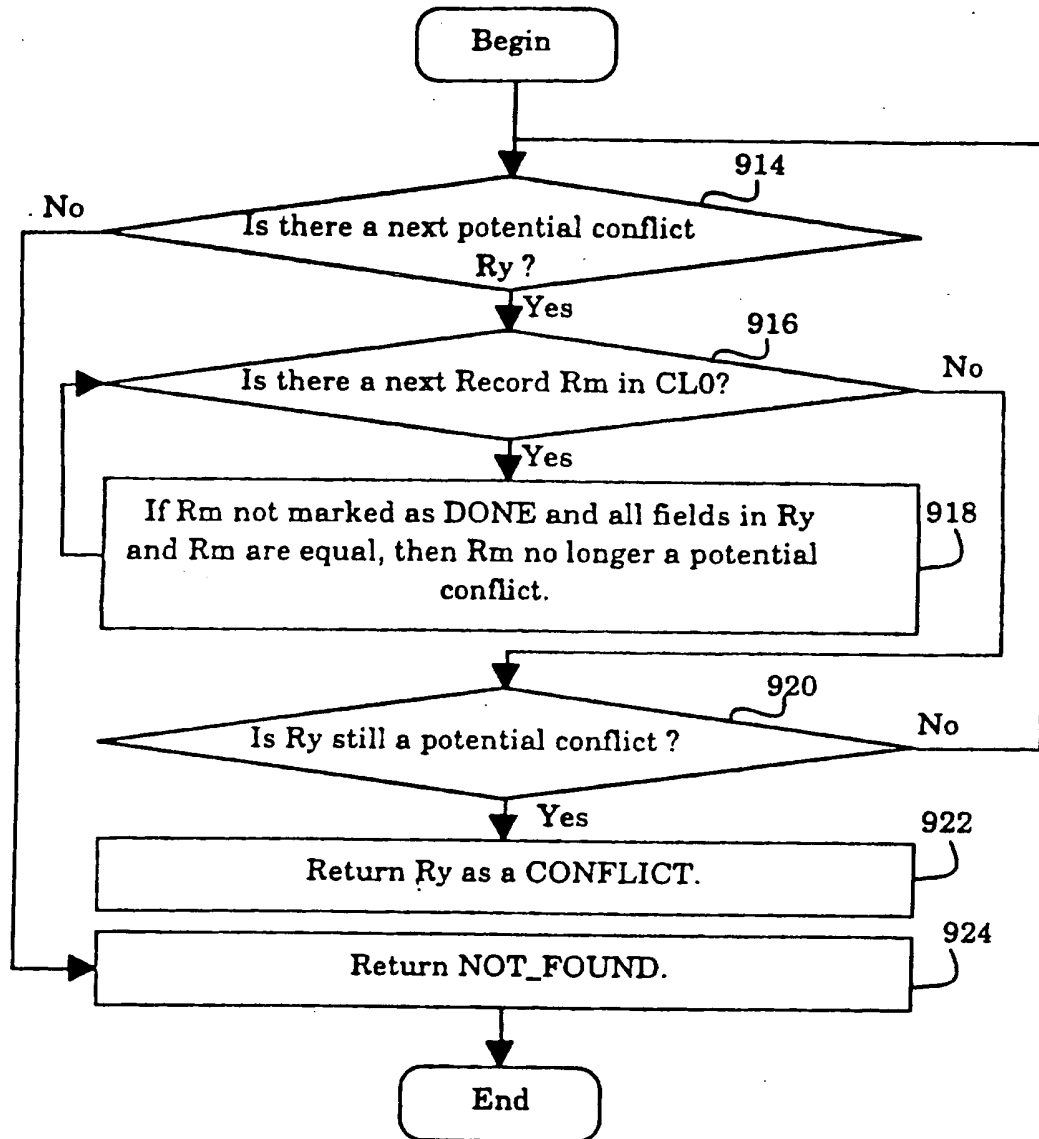 Begin
914
No
Is there a next potential conflict
Ry ?
Yes
916
Is there a next Record Rm in CL0?
No
Yes
If Rm not marked as DONE and all fields in Ry
and Rm are equal, then Rm no longer a potential
conflict.
918
920
Is Ry still a potential conflict ?
No
Yes
922
Return Ry as a CONFLICT.
924
Return NOT_FOUND.
End